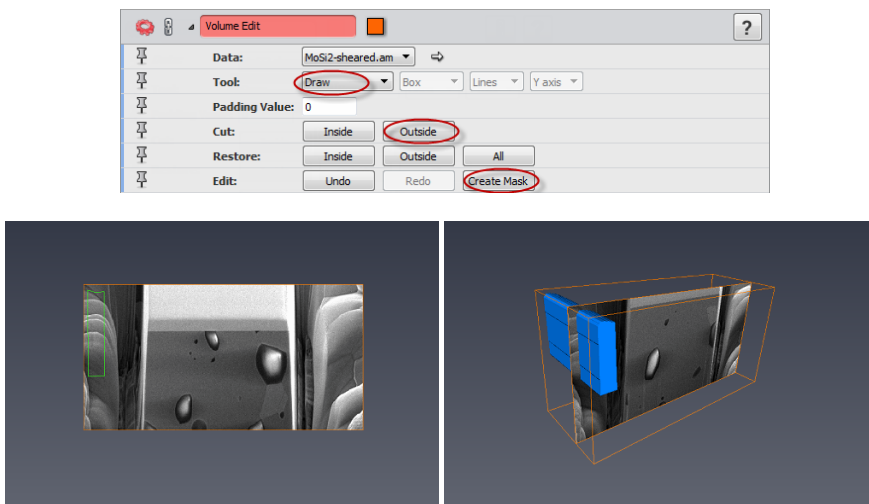 Volume Edit ?
Data: MoSi2-sheared.am
Tool: Draw Box Lines Y axis
Padding Value: 0
Cut: Inside Outside
Restore: Inside Outside All
Edit: Undo Redo Create Mask